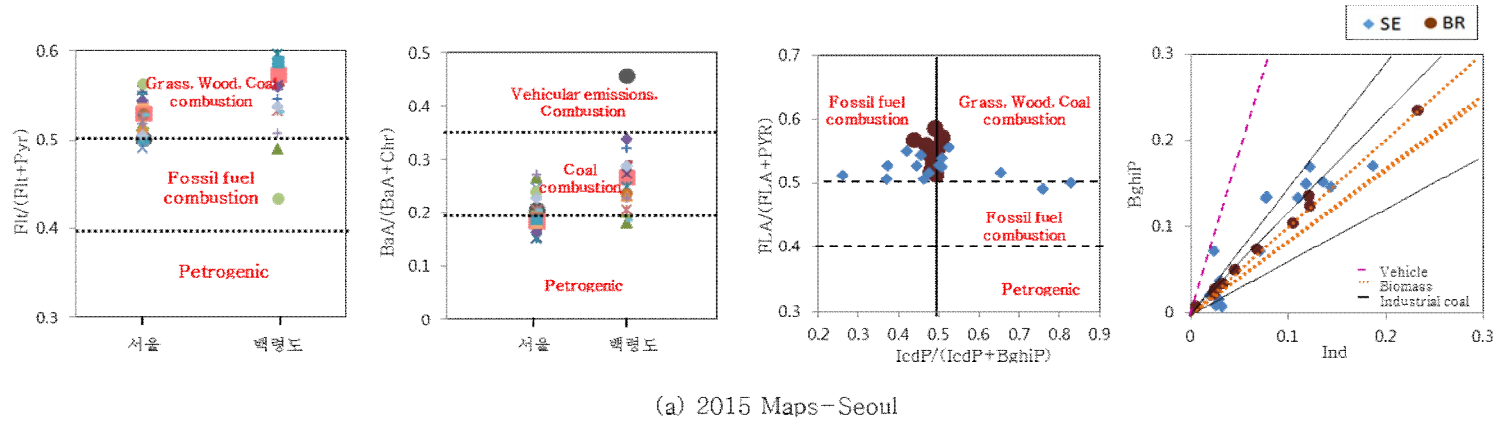 SE BR
0.6
0.5
0.4
0.3
Flt/(Flt+Pyr)
Grass, Wood, Coal
combustion
Fossil fuel
combustion
Petrogenic
서울 백령도
0.5
0.4
0.3
0.2
0.1
0
BaA/(BaA+Chr)
Vehicular emissions,
Combustion
Coal
combustion
Petrogenic
서울 백령도
0.7
0.6
0.5
0.4
0.3
FLA/(FLA+PYR)
Fossil fuel
combustion
Grass, Wood, Coal
combustion
Fossil fuel
combustion
Petrogenic
0.2 0.3 0.4 0.5 0.6 0.7 0.8 0.9
IcdP/(IcdP+BghiP)
0.3
0.2
0.1
0
BghiP
Vehicle
Biomass
Industrial coal
0 0.1 0.2 0.3
Ind
(a) 2015 Maps-Seoul